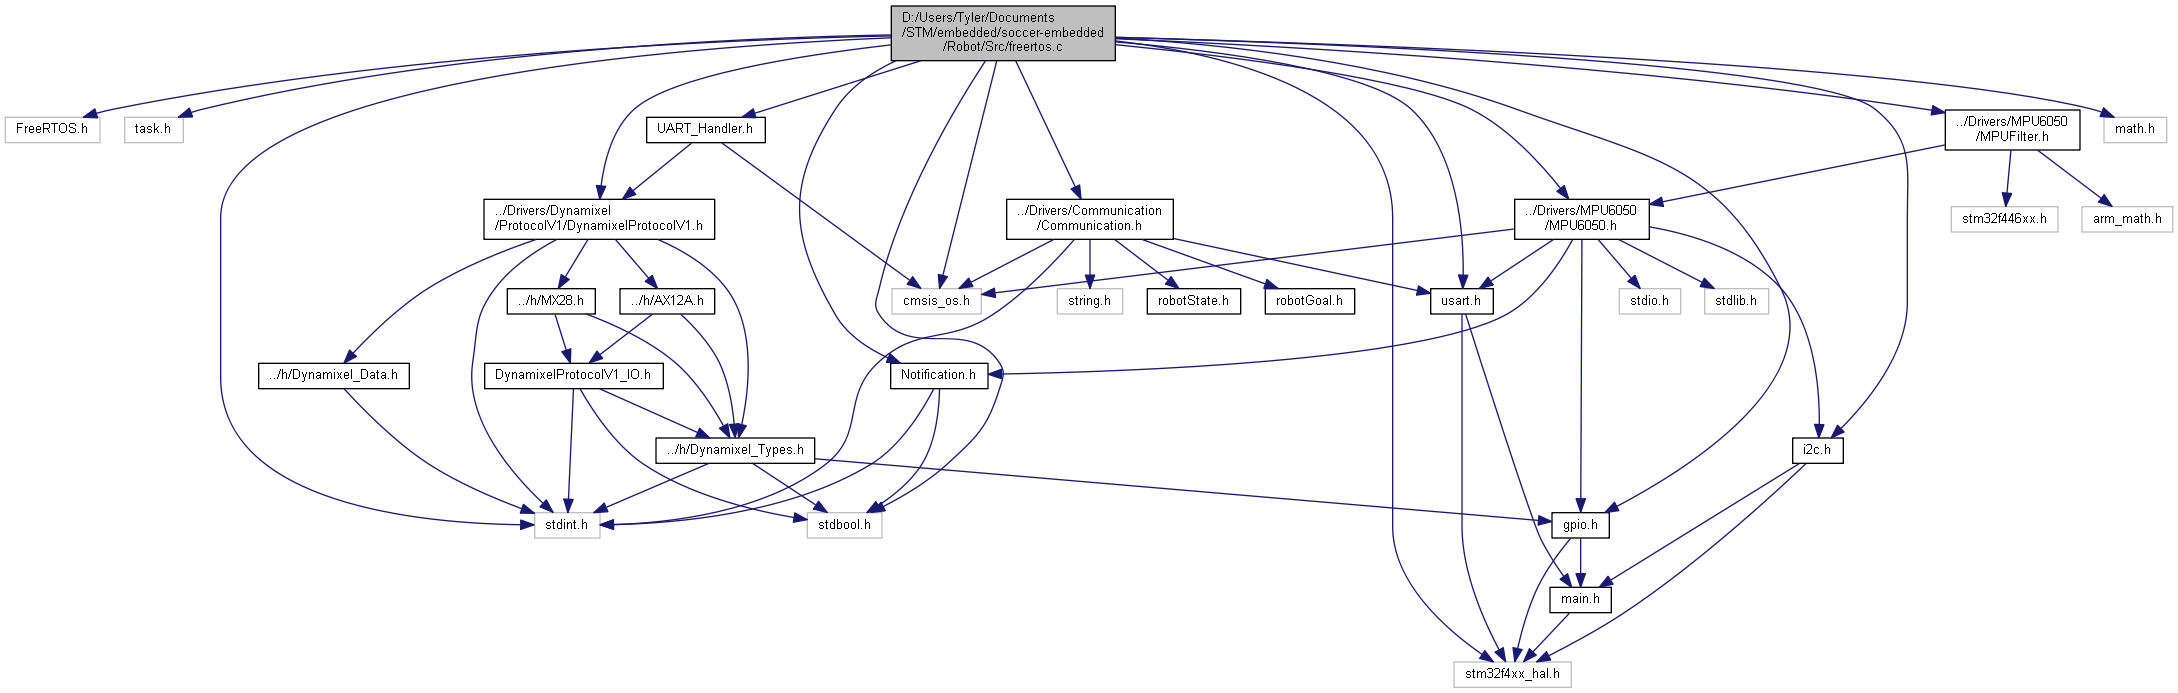 D:/Users/Tyler/Documents
/STM/embedded/soccer-embedded
/Robot/Src/freertos.c
FreeRTOS.h
task.h
UART_Handler.h
../Drivers/MPU6050
/MPUFilter.h
math.h
../Drivers/Dynamixel
/ProtocolV1/DynamixelProtocolV1.h
../Drivers/Communication
/Communication.h
../Drivers/MPU6050
/MPU6050.h
stm32f446xx.h
arm_math.h
../h/MX28.h
../h/AX12A.h
cmsis_os.h
string.h
robotState.h
robotGoal.h
usart.h
stdio.h
stdlib.h
../h/Dynamixel_Data.h
DynamixelProtocolV1_IO.h
Notification.h
../h/Dynamixel_Types.h
i2c.h
stdint.h
stdbool.h
gpio.h
main.h
stm32f4xx_hal.h